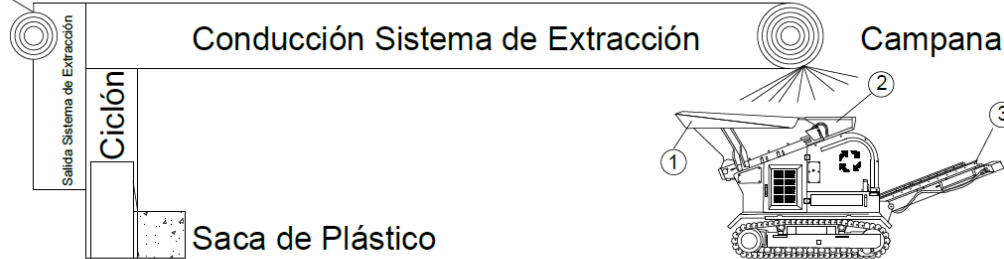 Conducción Sistema de Extracción
Campana
Salida Sistema de Extracción
Ciclón
2
3
1
Saca de Plástico